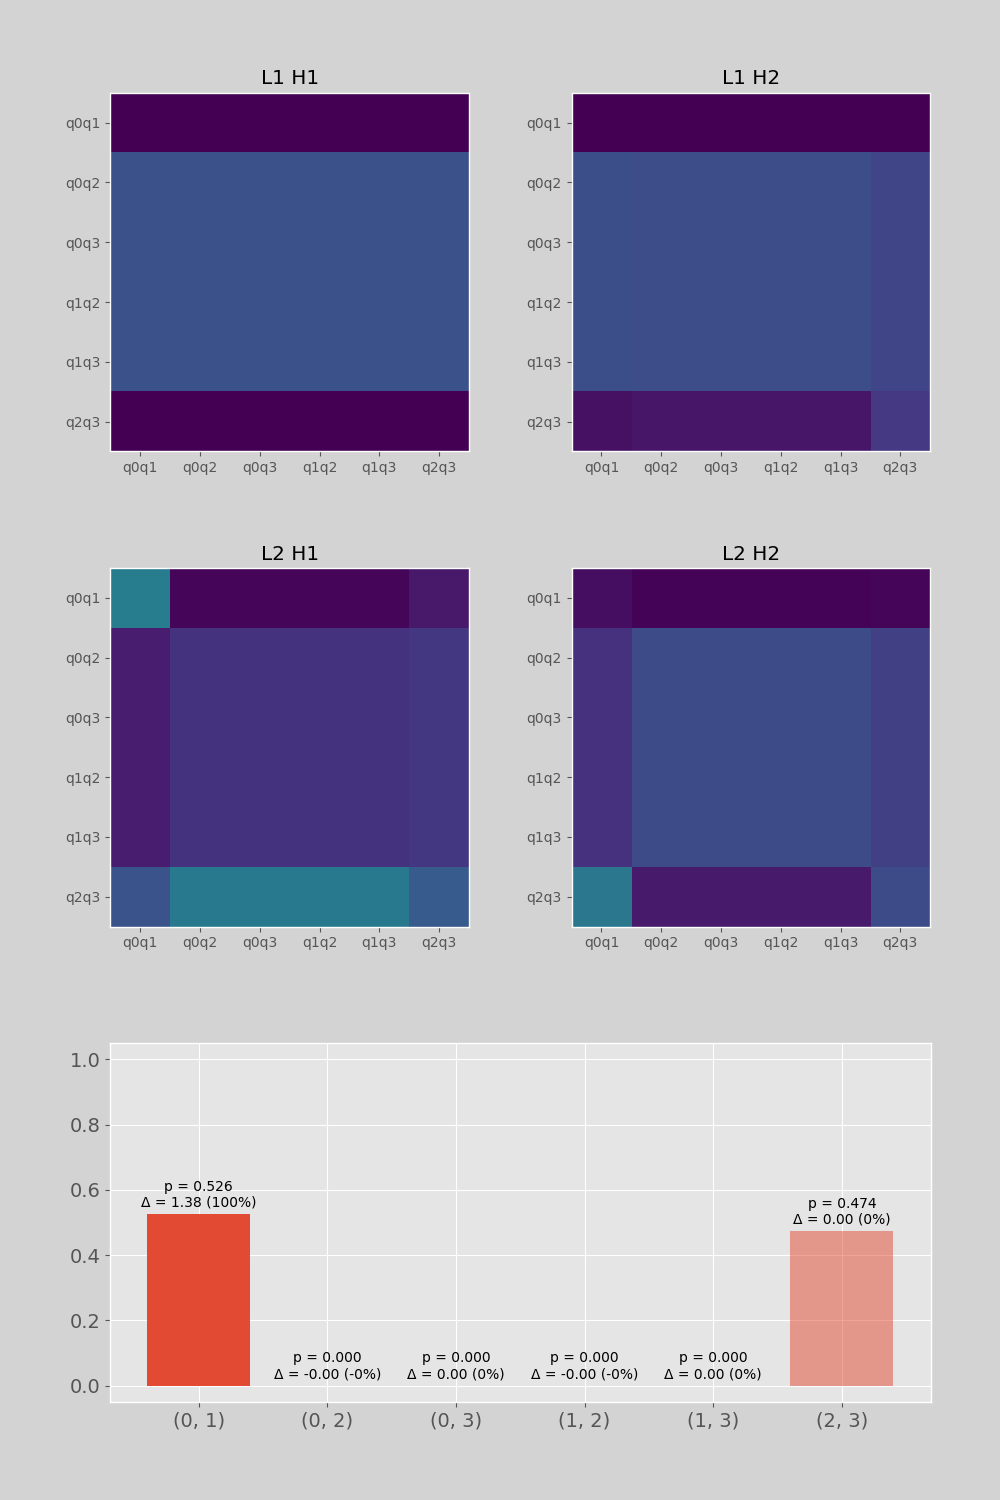 L1 H1
L1 H2
q0q1
q0q2
q0q3
q1q2
q1q3
q2q3
q0q1 q0q2 q0q3 q1q2 q1q3 q2q3
q0q1
q0q2
q0q3
q1q2
q1q3
q2q3
q0q1 q0q2 q0q3 q1q2 q1q3 q2q3
L2 H1
L2 H2
q0q1
q0q2
q0q3
q1q2
q1q3
q2q3
q0q1 q0q2 q0q3 q1q2 q1q3 q2q3
q0q1
q0q2
q0q3
q1q2
q1q3
q2q3
q0q1 q0q2 q0q3 q1q2 q1q3 q2q3
1.0
0.8
0.6
0.4
0.2
0.0
p = 0.526
Δ = 1.38 (100%)
p = 0.000
Δ = -0.00 (-0%)
p = 0.000
Δ = 0.00 (0%)
p = 0.000
Δ = -0.00 (-0%)
p = 0.000
Δ = 0.00 (0%)
p = 0.474
Δ = 0.00 (0%)
(0, 1) (0, 2) (0, 3) (1, 2) (1, 3) (2, 3)